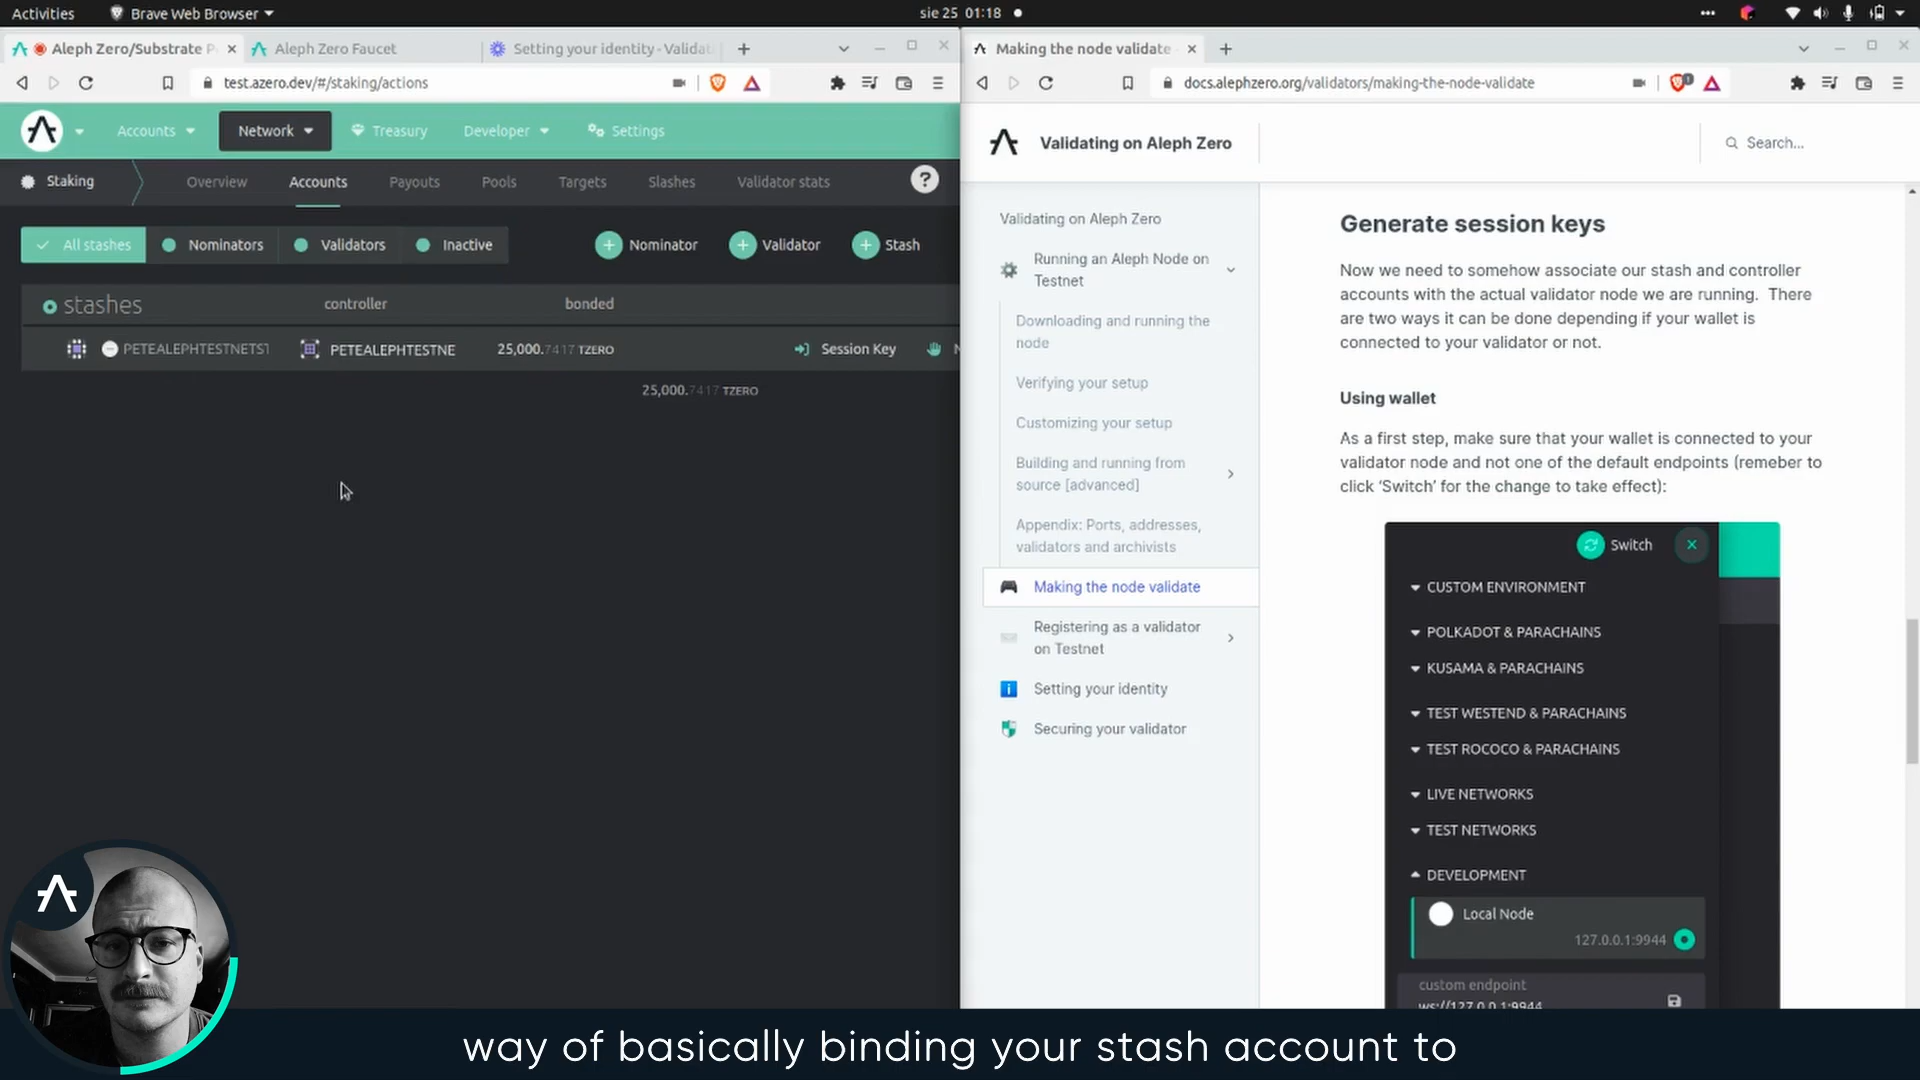 Activities
Brave Web Browser
sie 25 01:18
Aleph Zero/Substrate P
Aleph Zero Faucet
Setting your identity - Validat
test.azero.dev/#/staking/actions
Accounts
Network
Treasury
Developer
Settings
Staking
Overview
Accounts
Payouts
Pools
Targets
Slashes
Validator stats
?
All stashes
Nominators
Validators
Inactive
Nominator
Validator
Stash
stashes
controller
bonded
PETEALEPHTESTNETST
PETEALEPHTESTNE
25,000.7417 TZERO
Session Key
25,000.7417 TZERO
Making the node validate
docs.alephzero.org/validators/making-the-node-validate
Validating on Aleph Zero
Search...
Validating on Aleph Zero
Running an Aleph Node on
Testnet
Downloading and running the
node
Verifying your setup
Customizing your setup
Building and running from
source [advanced]
Appendix: Ports, addresses,
validators and archivists
Making the node validate
Registering as a validator
on Testnet
Setting your identity
Securing your validator
Generate session keys
Now we need to somehow associate our stash and controller
accounts with the actual validator node we are running. There
are two ways it can be done depending if your wallet is
connected to your validator or not.
Using wallet
As a first step, make sure that your wallet is connected to your
validator node and not one of the default endpoints (remeber to
click ‘Switch’ for the change to take effect):
Switch
CUSTOM ENVIRONMENT
POLKADOT & PARACHAINS
KUSAMA & PARACHAINS
TEST WESTEND & PARACHAINS
TEST ROCOCO & PARACHAINS
LIVE NETWORKS
TEST NETWORKS
DEVELOPMENT
Local Node
127.0.0.1:9944
custom endpoint
ws://127.0.0.1:9944
way of basically binding your stash account to